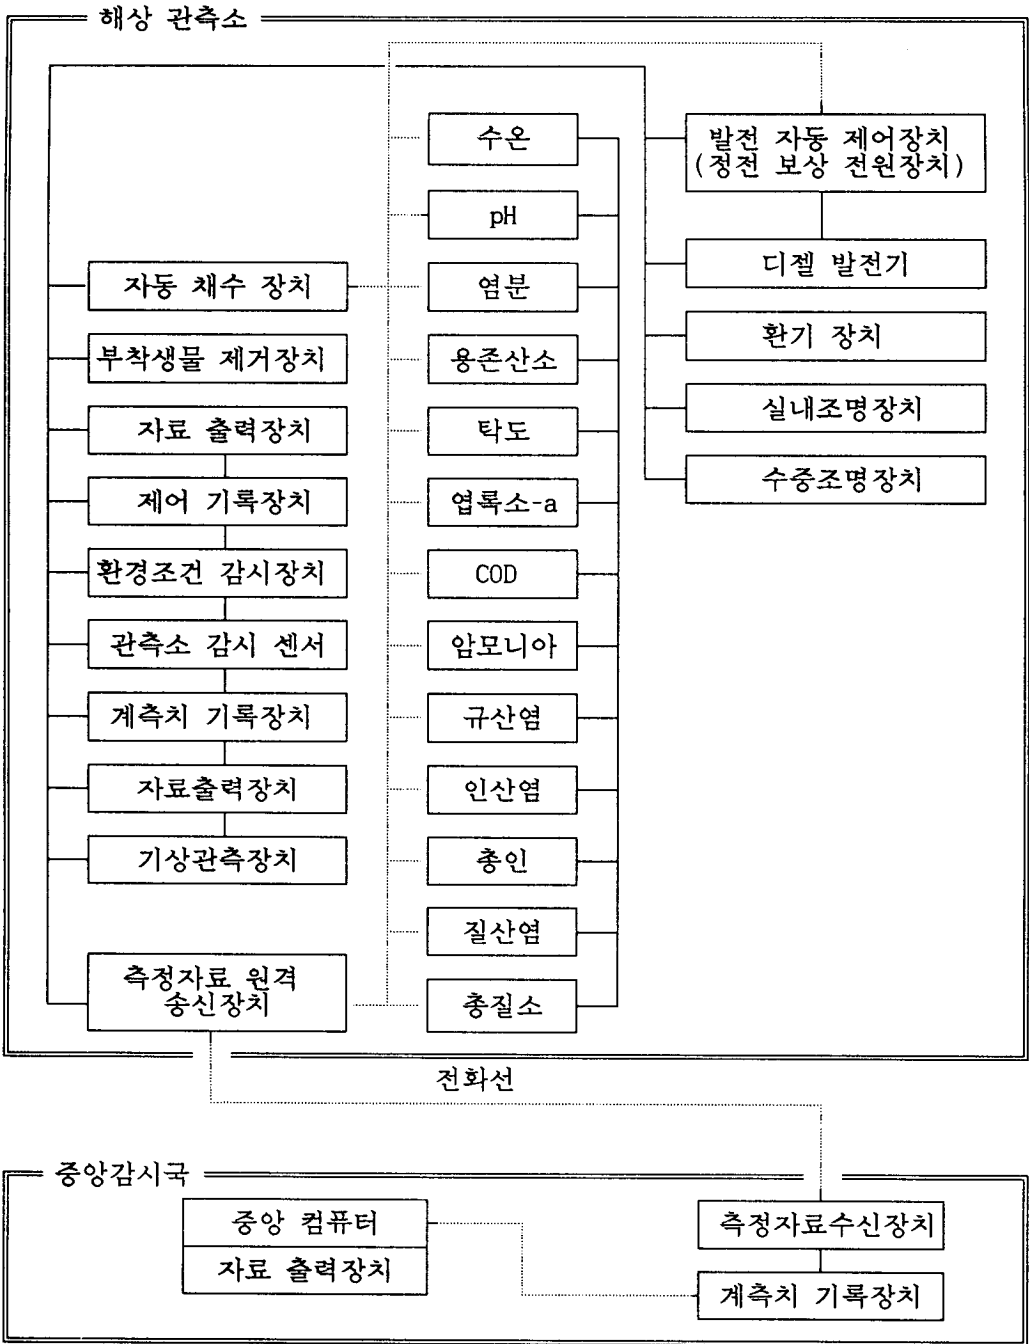 해상 관측소
자동 채수 장치
부착생물 제거장치
자료 출력장치
제어 기록장치
환경조건 감시장치
관측소 감시 센서
계측치 기록장치
자료출력장치
기상관측장치
측정자료 원격
송신장치
수온
pH
염분
용존산소
탁도
엽록소-a
COD
암모니아
규산염
인산염
총인
질산염
총질소
발전 자동 제어장치
(정전 보상 전원장치)
디젤 발전기
환기 장치
실내조명장치
수중조명장치
전화선
중앙감시국
중앙 컴퓨터
자료 출력장치
측정자료수신장치
계측치 기록장치